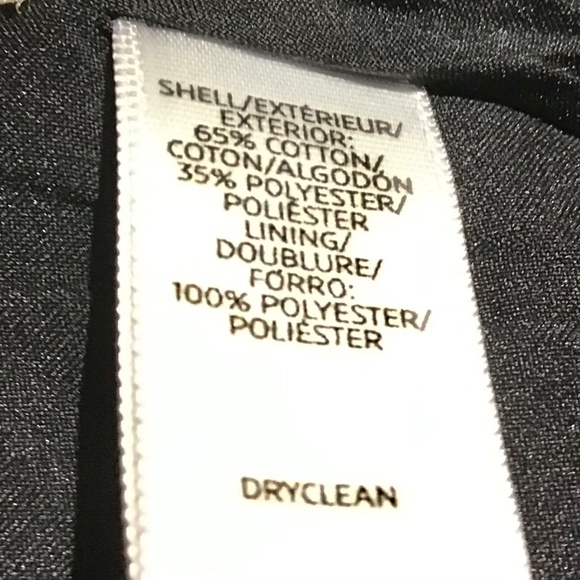 SHELL/EXTÉRIEUR/
EXTERIOR:
65% COTTON/
COTON/ALGODÓN
35% POLYESTER/
POLIÉSTER
LINING/
DOUBLURE/
FORRO:
100% POLYESTER/
POLIÉSTER
DRYCLEAN